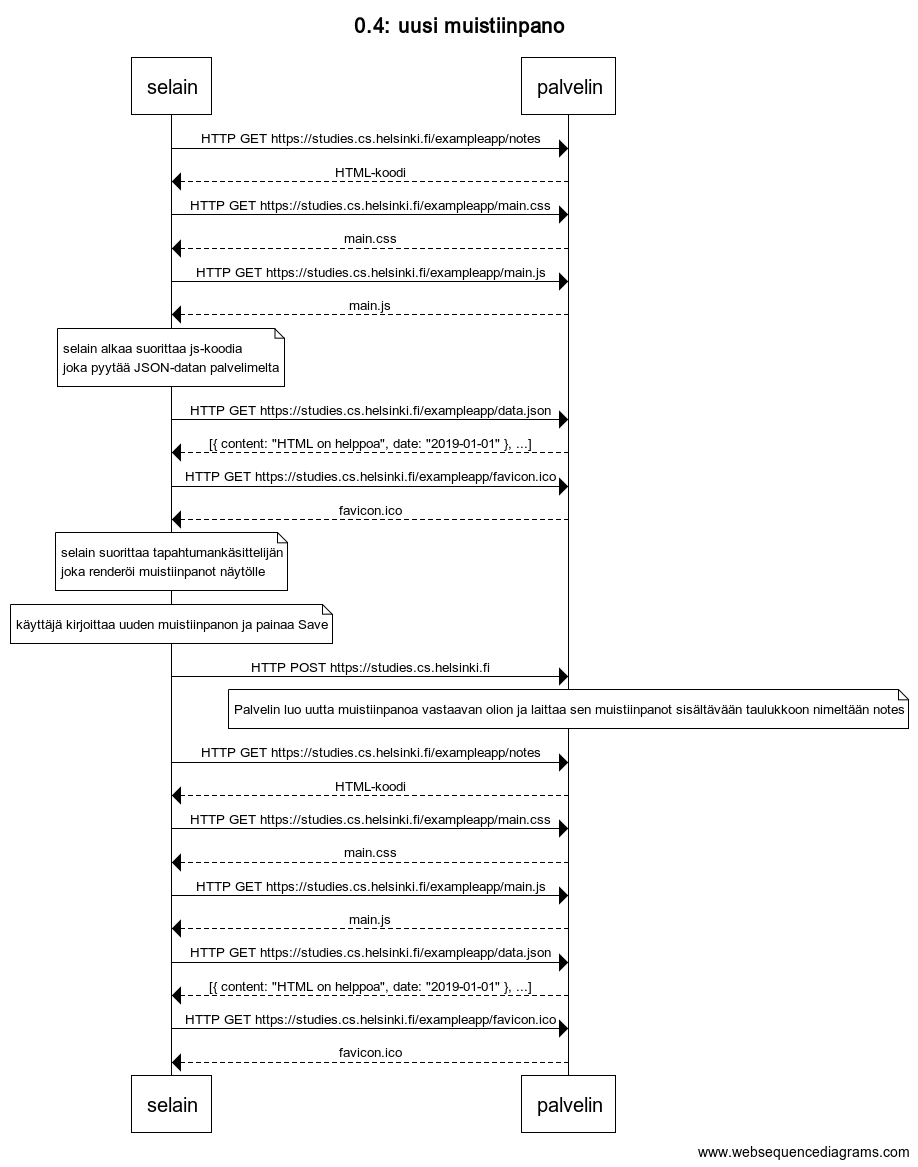 0.4: uusi muistiinpano
selain
palvelin
HTTP GET https://studies.cs.helsinki.fi/exampleapp/notes
HTML-koodi
HTTP GET https://studies.cs.helsinki.fi/exampleapp/main.css
main.css
HTTP GET https://studies.cs.helsinki.fi/exampleapp/main.js
main.js
selain alkaa suorittaa js-koodia
joka pyytää JSON-datan palvelimelta
HTTP GET https://studies.cs.helsinki.fi/exampleapp/data.json
[{ content: "HTML on helppoa", date: "2019-01-01" }, ...]
HTTP GET https://studies.cs.helsinki.fi/exampleapp/favicon.ico
favicon.ico
selain suorittaa tapahtumankäsittelijän
joka renderöi muistiinpanot näytölle
käyttäjä kirjoittaa uuden muistiinpanon ja painaa Save
HTTP POST https://studies.cs.helsinki.fi
Palvelin luo uutta muistiinpanoa vastaavan olion ja laittaa sen muistiinpanot sisältävään taulukkoon nimeltään notes
HTTP GET https://studies.cs.helsinki.fi/exampleapp/notes
HTML-koodi
HTTP GET https://studies.cs.helsinki.fi/exampleapp/main.css
main.css
HTTP GET https://studies.cs.helsinki.fi/exampleapp/main.js
main.js
HTTP GET https://studies.cs.helsinki.fi/exampleapp/data.json
[{ content: "HTML on helppoa", date: "2019-01-01" }, ...]
HTTP GET https://studies.cs.helsinki.fi/exampleapp/favicon.ico
favicon.ico
selain
palvelin
www.websequencediagrams.com